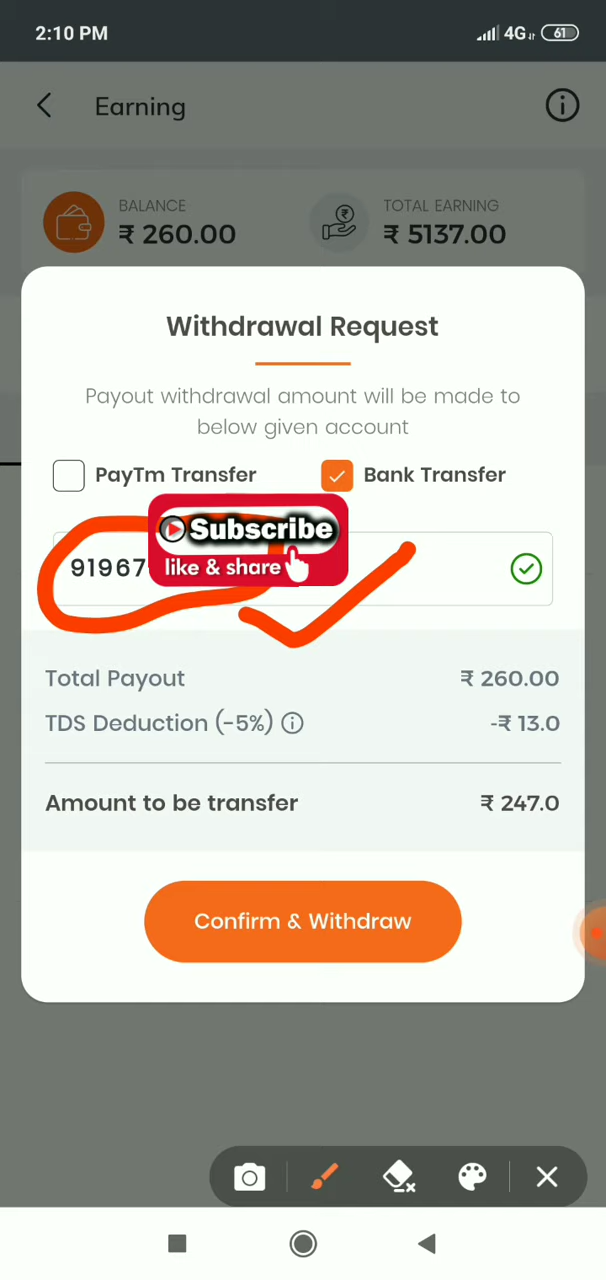 2:10 PM
4G 61
Earning
BALANCE
₹ 260.00
TOTAL EARNING
₹ 5137.00
Withdrawal Request
Payout withdrawal amount will be made to
below given account
PayTm Transfer
Bank Transfer
Subscribe
like & share
91967
Total Payout
₹ 260.00
TDS Deduction (-5%)
-₹ 13.0
Amount to be transfer
₹ 247.0
Confirm & Withdraw